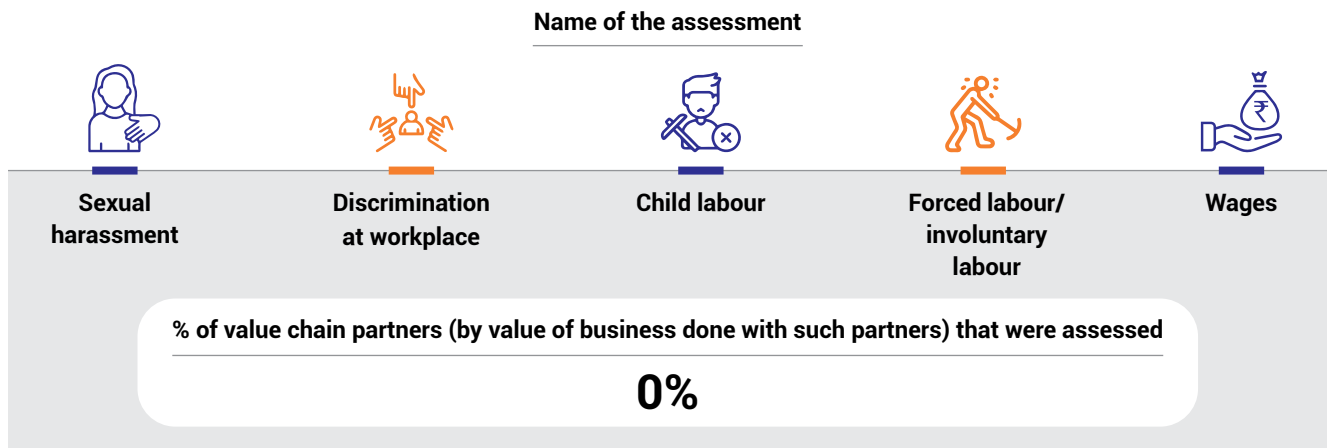 Name of the assessment
₹
Sexual
harassment
Discrimination
at workplace
Child labour
Forced labour/
involuntary
labour
Wages
% of value chain partners (by value of business done with such partners) that were assessed
0%